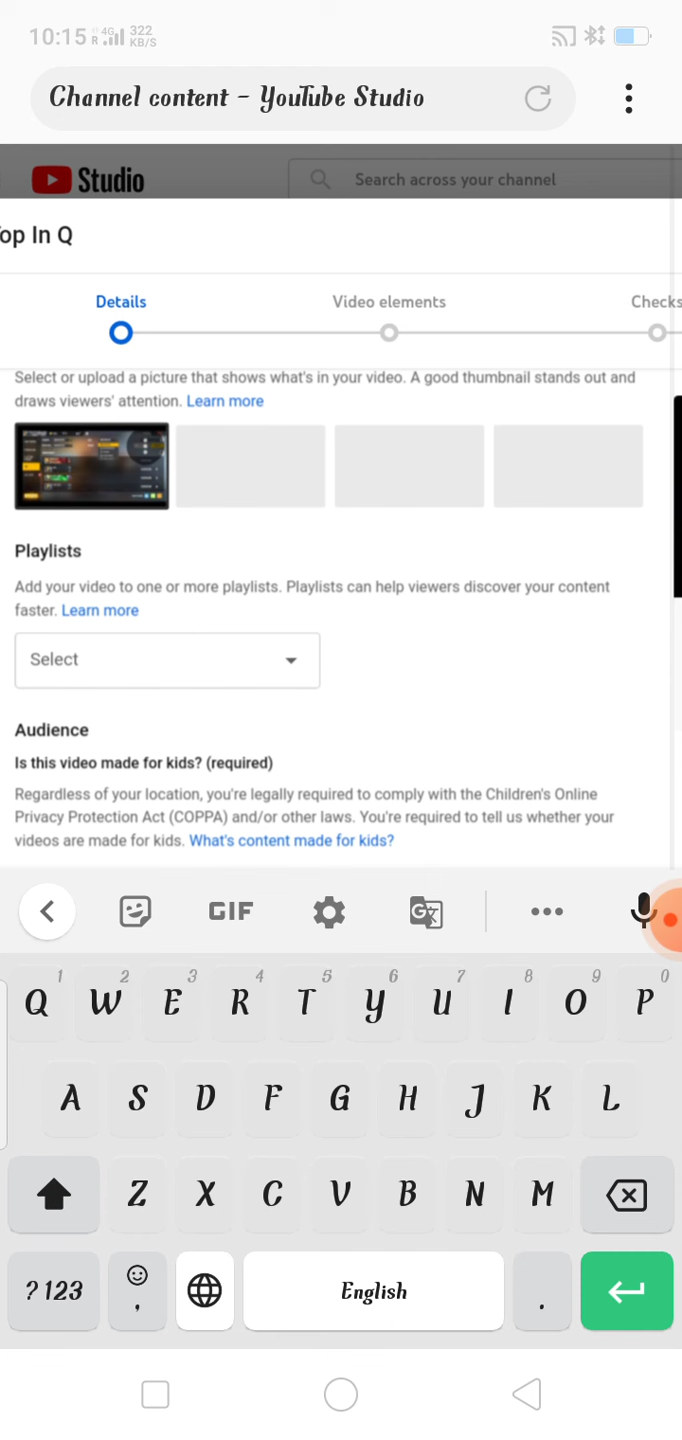 10:15 R 4G 322 KB/S
Channel content - YouTube Studio
Studio
Search across your channel
op In Q
Details
Video elements
Checks
Select or upload a picture that shows what's in your video. A good thumbnail stands out and
draws viewers' attention. Learn more
Playlists
Add your video to one or more playlists. Playlists can help viewers discover your content
faster. Learn more
Select
Audience
Is this video made for kids? (required)
Regardless of your location, you're legally required to comply with the Children's Online
Privacy Protection Act (COPPA) and/or other laws. You're required to tell us whether your
videos are made for kids. What's content made for kids?
GIF
1 2 3 4 5 6 7 8 9 0
Q W E R T Y U I O P
A S D F G H J K L
Z X C V B N M
?123 , English .